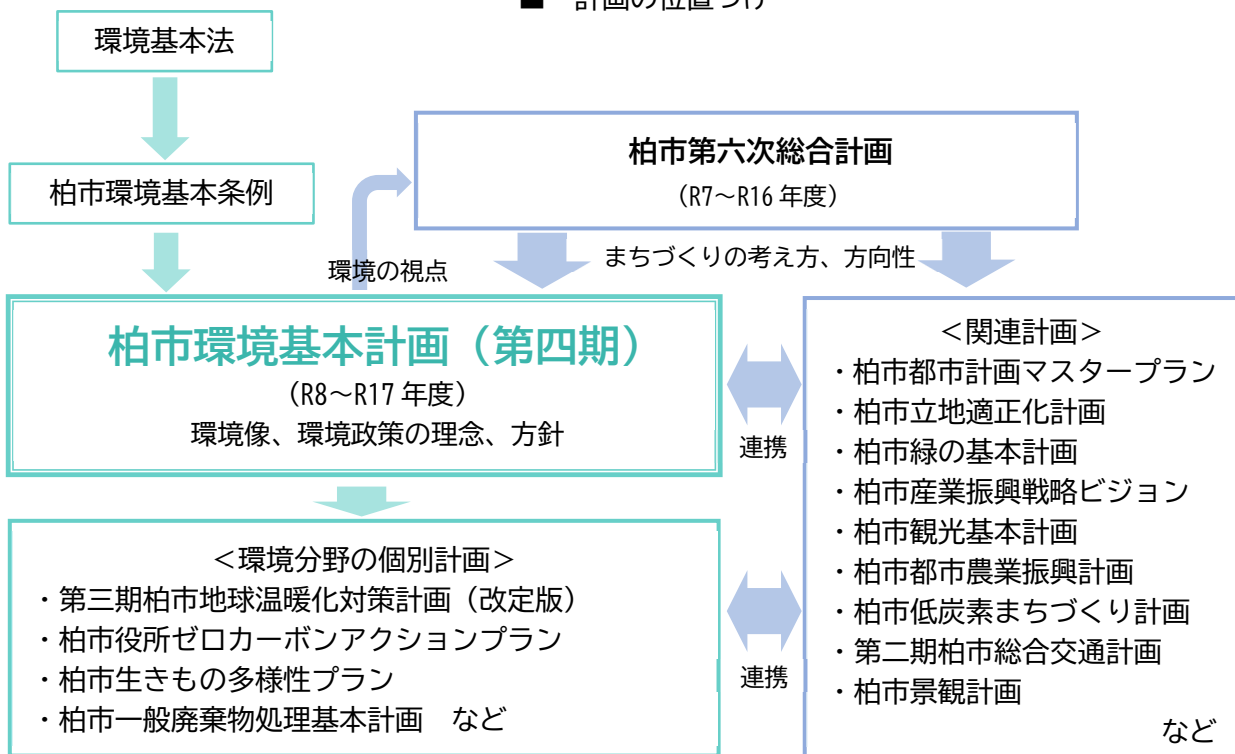 ■ 計画の位置づけ
環境基本法
柏市環境基本条例
柏市第六次総合計画
（R7～R16 年度）
環境の視点
まちづくりの考え方、方向性
柏市環境基本計画（第四期）
（R8～R17 年度）
環境像、環境政策の理念、方針
連携
＜関連計画＞
・柏市都市計画マスタープラン
・柏市立地適正化計画
・柏市緑の基本計画
・柏市産業振興戦略ビジョン
・柏市観光基本計画
・柏市都市農業振興計画
・柏市低炭素まちづくり計画
・第二期柏市総合交通計画
・柏市景観計画
など
＜環境分野の個別計画＞
・第三期柏市地球温暖化対策計画（改定版）
・柏市役所ゼロカーボンアクションプラン
・柏市生きもの多様性プラン
・柏市一般廃棄物処理基本計画　など
連携